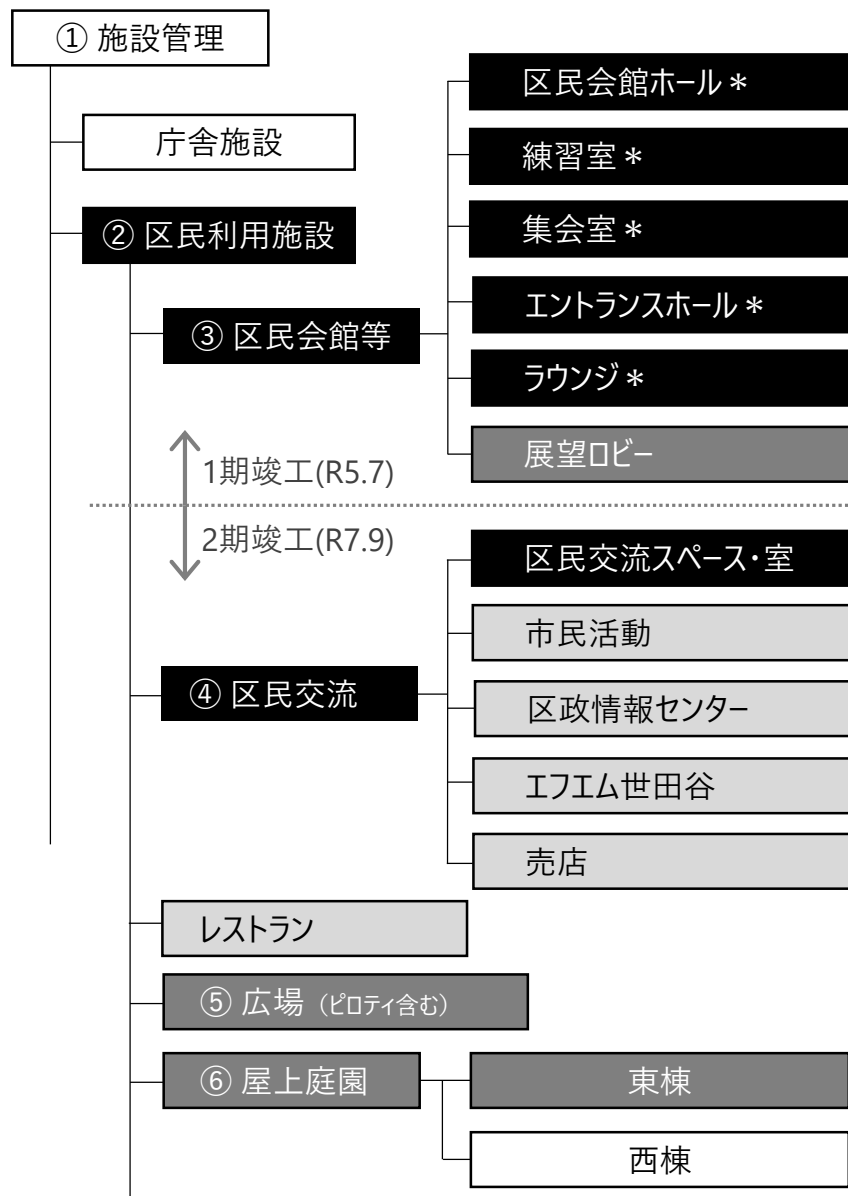 ① 施設管理
庁舎施設
② 区民利用施設
③ 区民会館等
区民会館ホール＊
練習室＊
集会室＊
エントランスホール＊
ラウンジ＊
展望ロビー
1期竣工(R5.7)
2期竣工(R7.9)
④ 区民交流
区民交流スペース・室
市民活動
区政情報センター
エフエム世田谷
売店
レストラン
⑤ 広場（ピロティ含む）
⑥ 屋上庭園
東棟
西棟